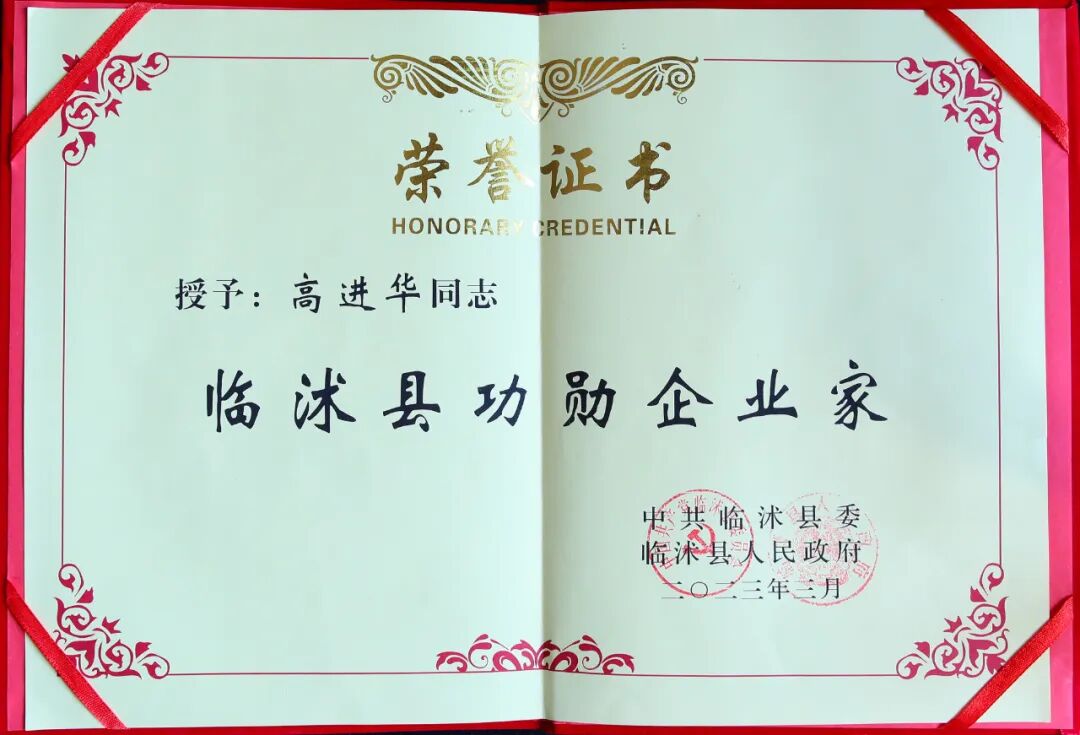 荣誉证书
HONORARY CREDENTIAL
授予：高进华同志
临沭县功勋企业家
中共临沭县委
临沭县人民政府
二〇二三年三月